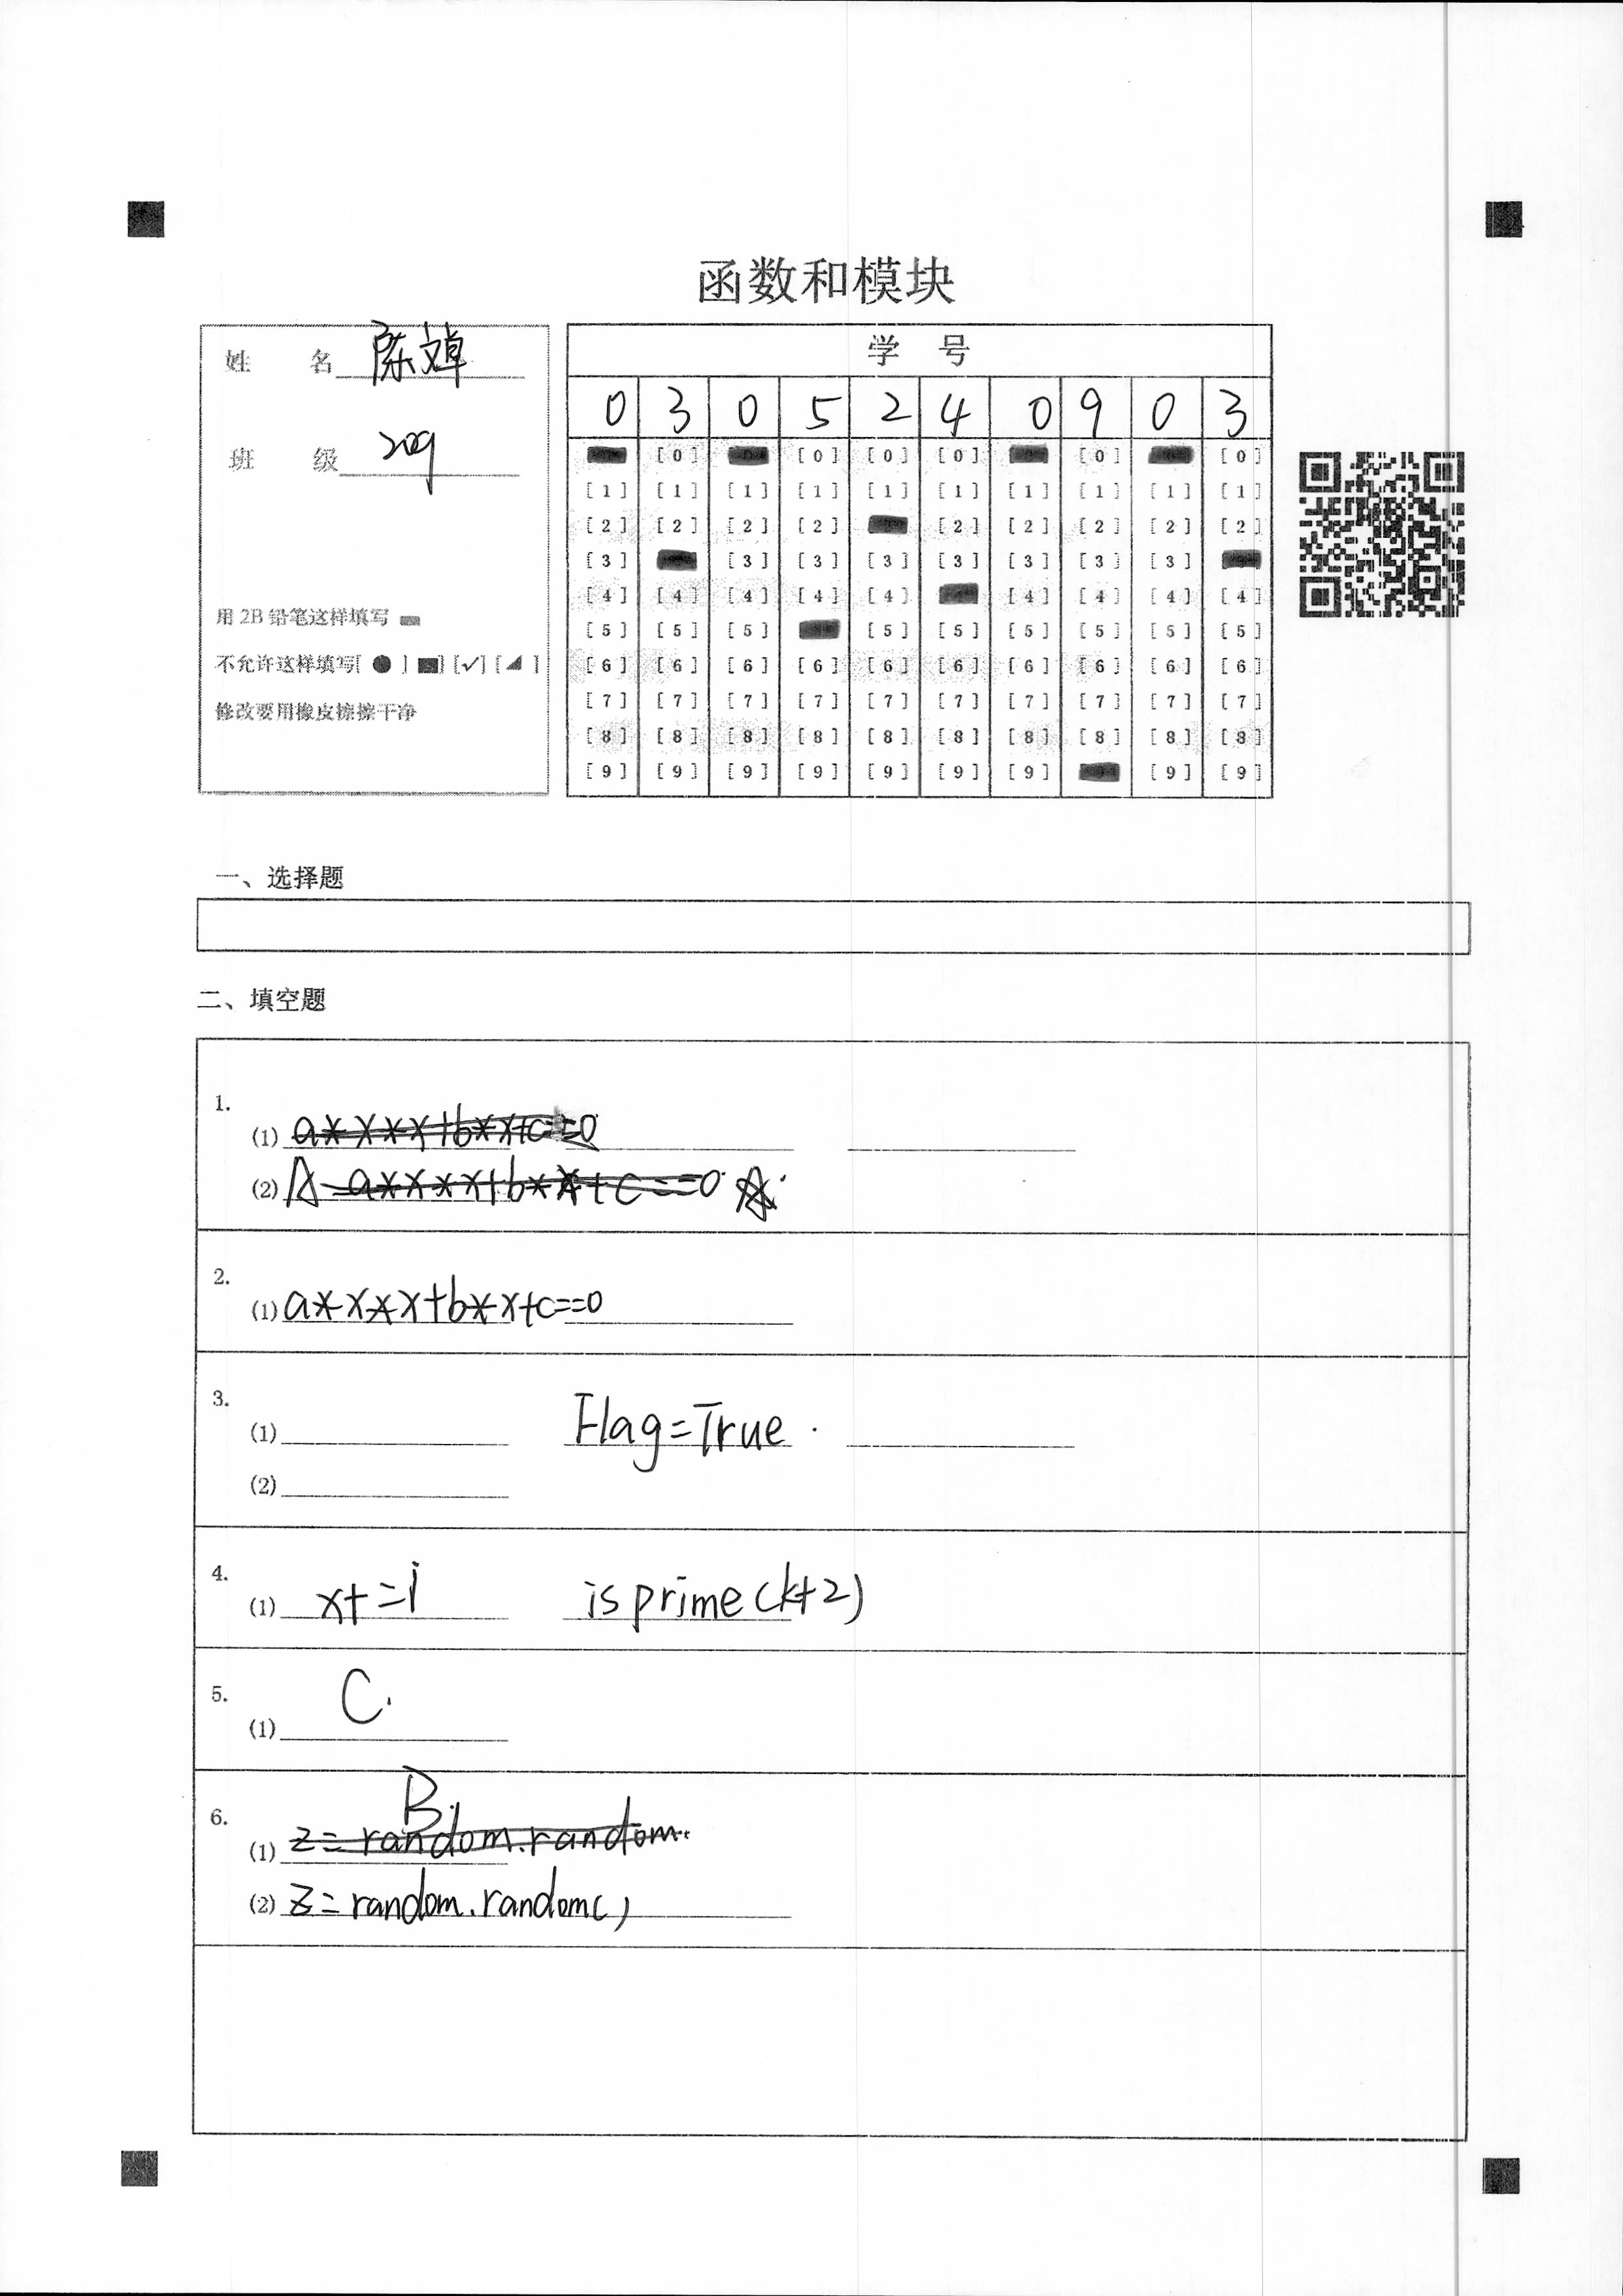 函数和模块
姓 名 陈
班 级 209
用 2B 铅笔这样填写
不允许这样填写[ ● ] [■] [✓] [◢ ]
修改要用橡皮擦擦干净
学 号
0 3 0 5 2 4 0 9 0 3
[0] [0] [0] [0] [0] [0]
[1] [1] [1] [1] [1] [1] [1] [1] [1] [1]
[2] [2] [2] [2] [2] [2] [2] [2] [2]
[3] [3] [3] [3] [3] [3] [3] [3]
[4] [4] [4] [4] [4] [4] [4] [4] [4]
[5] [5] [5] [5] [5] [5] [5] [5] [5]
[6] [6] [6] [6] [6] [6] [6] [6] [6] [6]
[7] [7] [7] [7] [7] [7] [7] [7] [7] [7]
[8] [8] [8] [8] [8] [8] [8] [8] [8] [8]
[9] [9] [9] [9] [9] [9] [9] [9] [9]
一、选择题
二、填空题
1.
(1) a*x*x+b*x+c==0
(2) A a*x*x+b*x+c==0
2.
(1) a*x*x+b*x+c==0
3.
(1) Flag=True
(2)
4.
(1) x+=i isprime(k+2)
5.
(1) C.
6.
B.
(1) z=random.random.
(2) z=random.random()